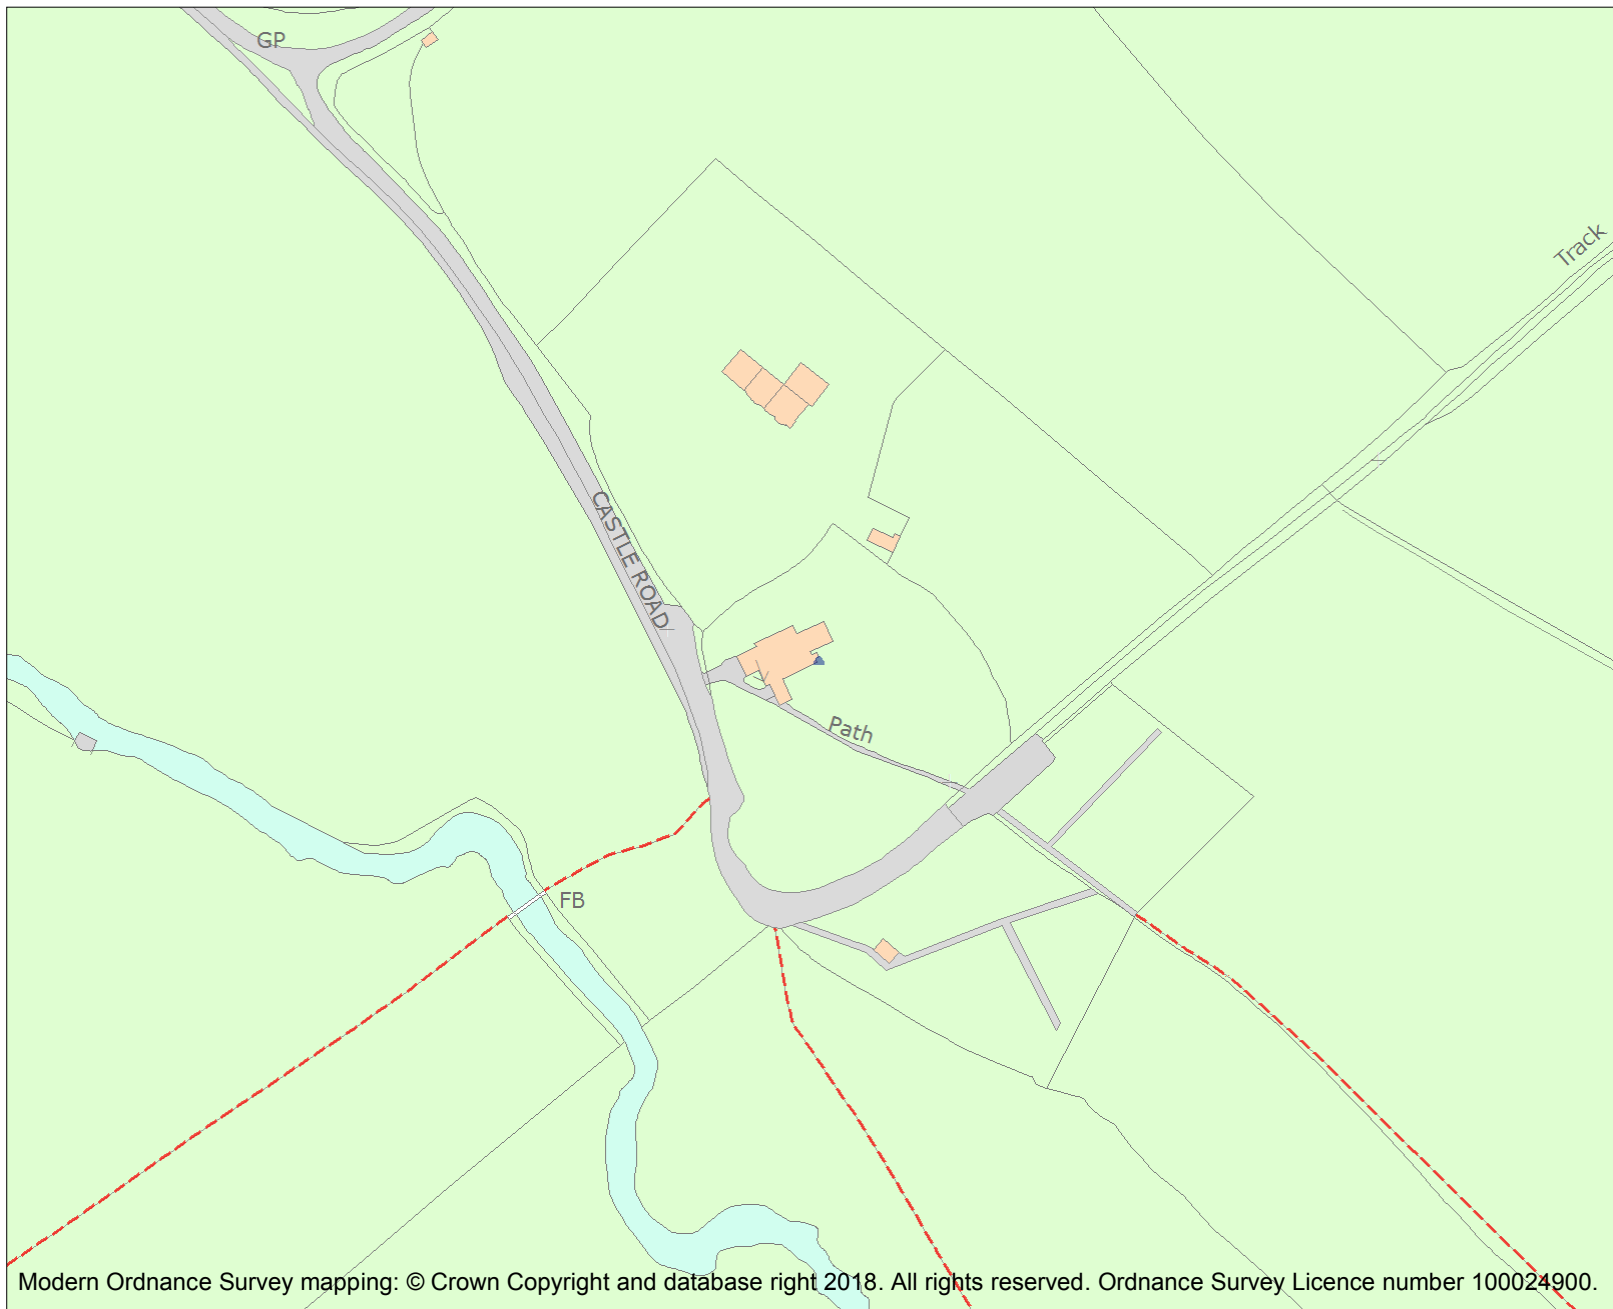 GP
Track
CASTLE ROAD
Path
FB
Modern Ordnance Survey mapping: © Crown Copyright and database right 2018. All rights reserved. Ordnance Survey Licence number 100024900.